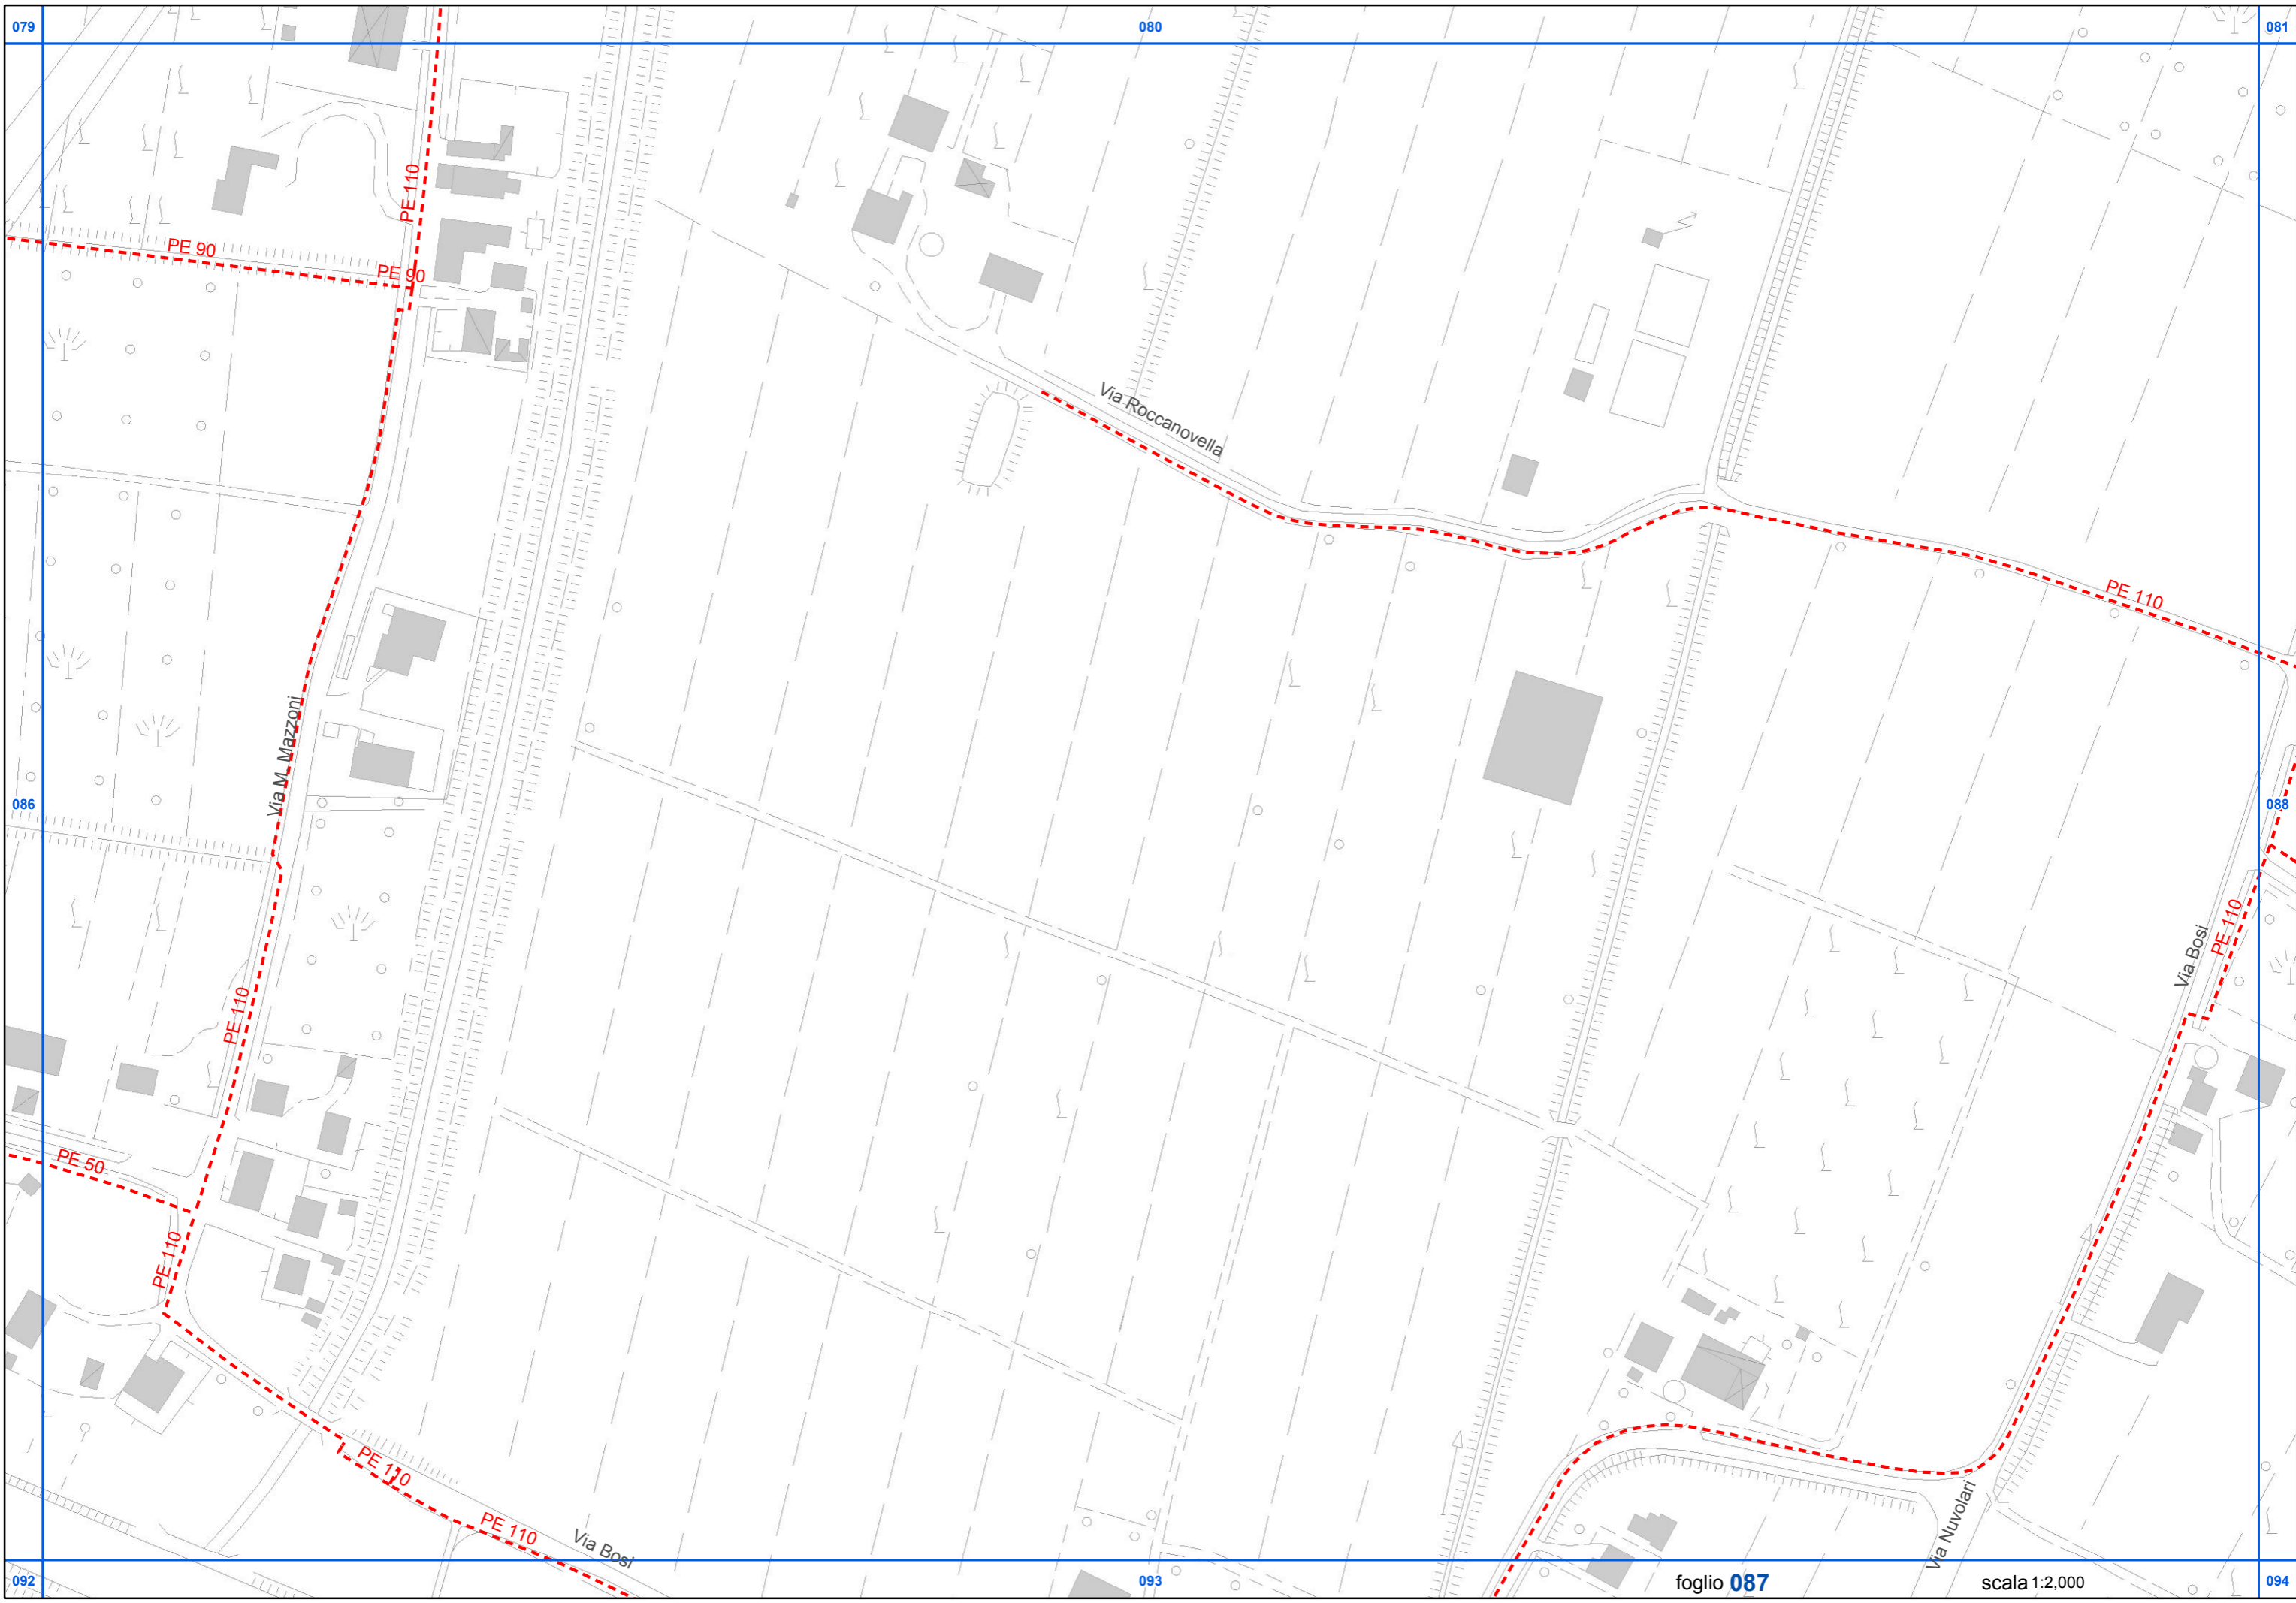 079
080
081
PE 110
PE 90
PE 90
Via Roccanovella
PE 110
Via M. Mazzoni
086
088
PE 110
Via Bosi
PE 110
PE 50
PE 110
PE 110
PE 110
Via Bosi
Via Nuvolari
092
093
foglio 087
scala 1:2,000
094